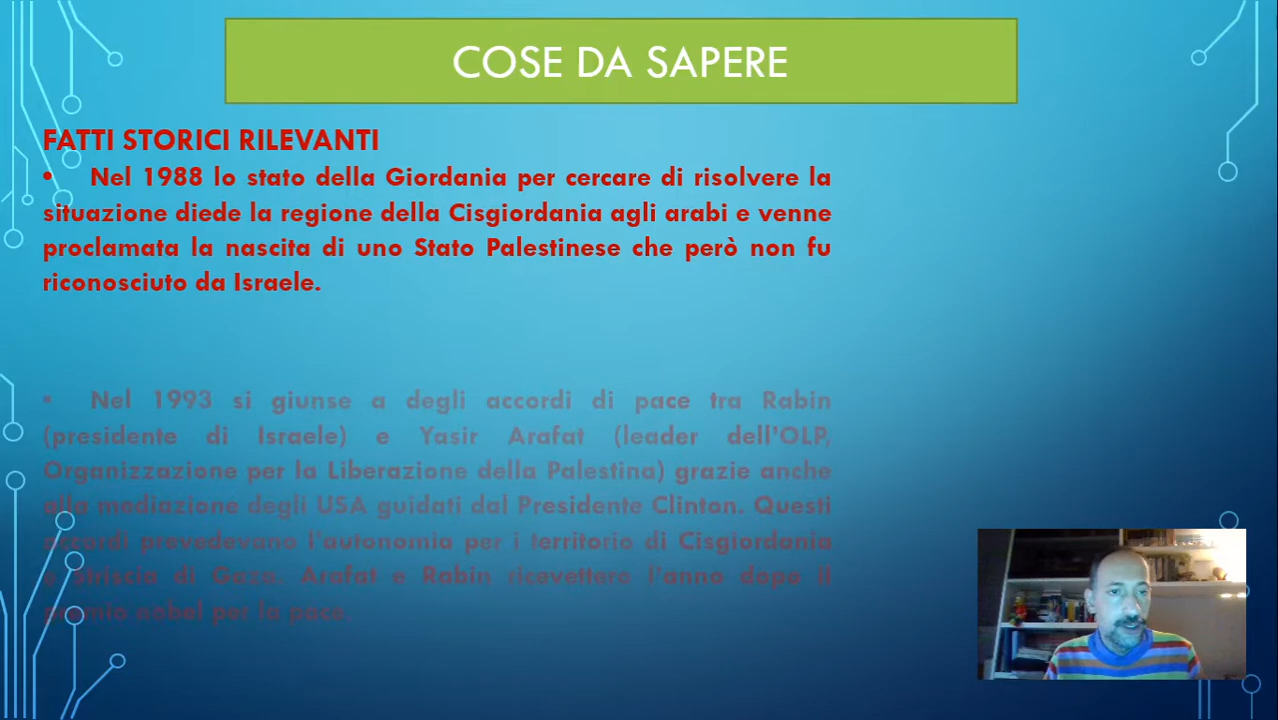 COSE DA SAPERE
FATTI STORICI RILEVANTI
• Nel 1988 lo stato della Giordania per cercare di risolvere la
situazione diede la regione della Cisgiordania agli arabi e venne
proclamata la nascita di uno Stato Palestinese che però non fu
riconosciuto da Israele.
▪ Nel 1993 si giunse a degli accordi di pace tra Rabin
(presidente di Israele) e Yasir Arafat (leader dell'OLP,
Organizzazione per la Liberazione della Palestina) grazie anche
alla mediazione degli USA guidati dal Presidente Clinton. Questi
accordi prevedevano l'autonomia per i territorio di Cisgiordania
e Striscia di Gaza. Arafat e Rabin ricevettero l'anno dopo il
premio nobel per la pace.